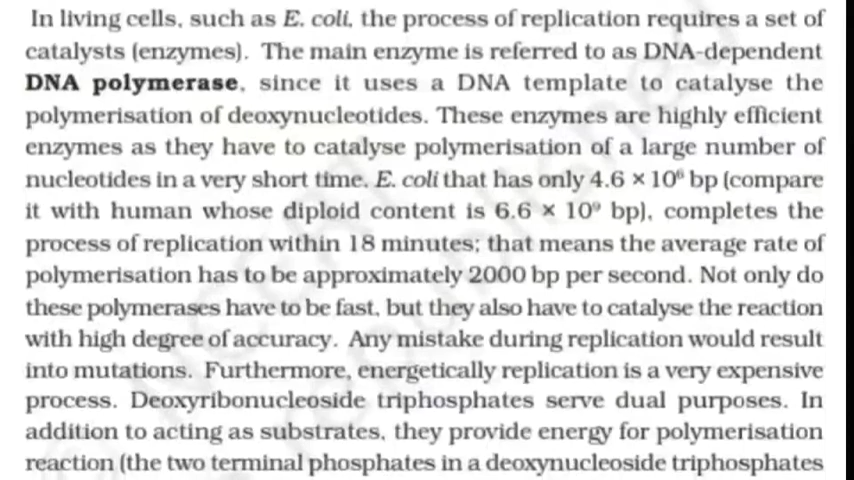 In living cells, such as E. coli, the process of replication requires a set of
catalysts (enzymes). The main enzyme is referred to as DNA-dependent
DNA polymerase, since it uses a DNA template to catalyse the
polymerisation of deoxynucleotides. These enzymes are highly efficient
enzymes as they have to catalyse polymerisation of a large number of
nucleotides in a very short time. E. coli that has only 4.6 × 10⁶ bp (compare
it with human whose diploid content is 6.6 × 10⁹ bp), completes the
process of replication within 18 minutes; that means the average rate of
polymerisation has to be approximately 2000 bp per second. Not only do
these polymerases have to be fast, but they also have to catalyse the reaction
with high degree of accuracy. Any mistake during replication would result
into mutations. Furthermore, energetically replication is a very expensive
process. Deoxyribonucleoside triphosphates serve dual purposes. In
addition to acting as substrates, they provide energy for polymerisation
reaction (the two terminal phosphates in a deoxynucleoside triphosphates